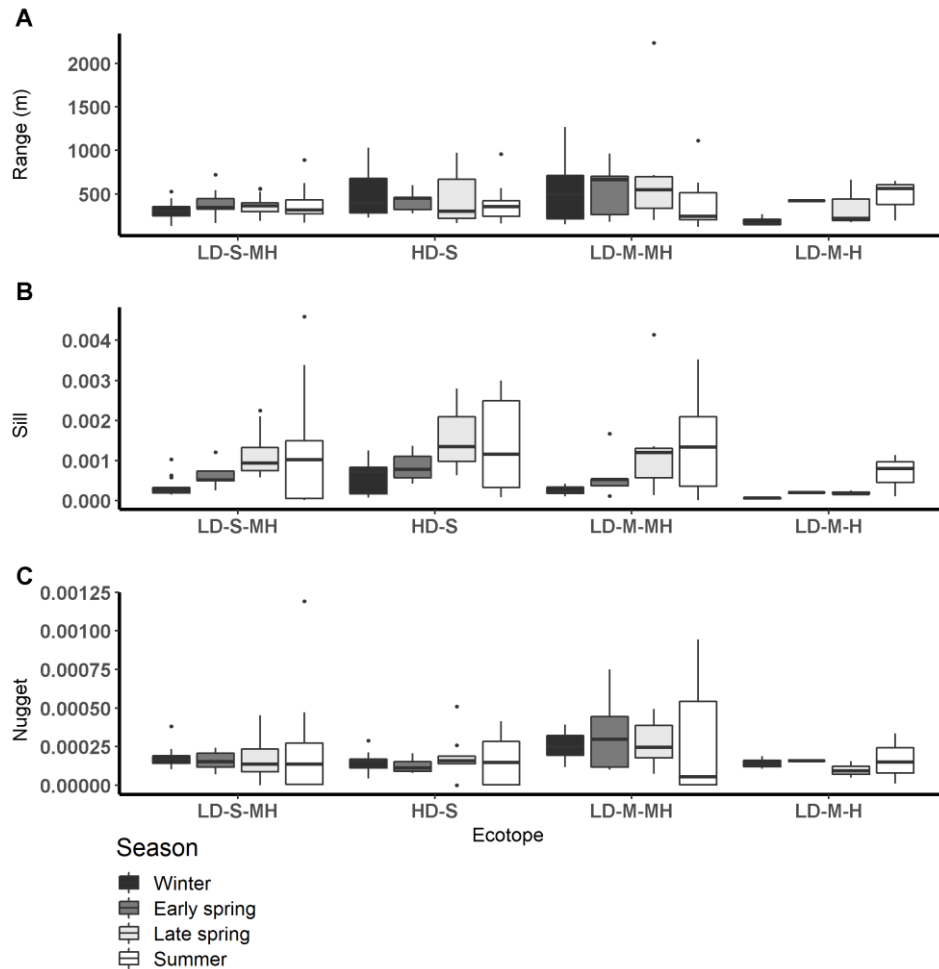 A
Range (m)
2000
1500
1000
500
LD-S-MH HD-S LD-M-MH LD-M-H
B
Sill
0.004
0.003
0.002
0.001
0.000
LD-S-MH HD-S LD-M-MH LD-M-H
C
Nugget
0.00125
0.00100
0.00075
0.00050
0.00025
0.00000
LD-S-MH HD-S LD-M-MH LD-M-H
Ecotope
Season
Winter
Early spring
Late spring
Summer